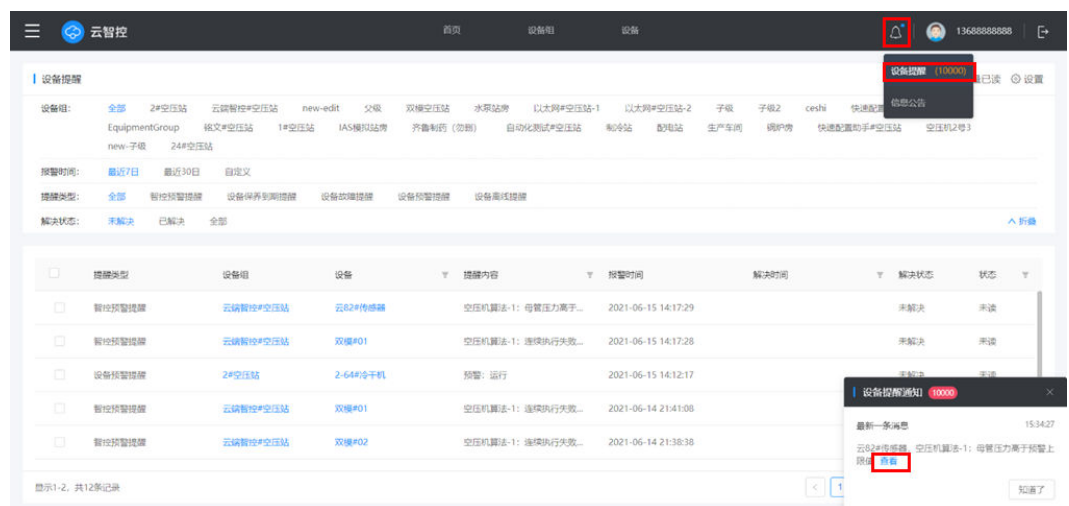 云智控 首页 设备组 设备 13688888888
设备提醒 已读 设置
设备提醒 (10000)
信息公告
设备组: 全部 2#空压站 云端智控#空压站 new-edit 父级 双模空压站 水泵站房 以太网#空压站-1 以太网#空压站-2 子级 子级2 ceshi 快速配置
EquipmentGroup 铭文#空压站 1#空压站 IAS模拟站房 齐鲁制药（勿删） 自动化测试#空压站 制冷站 配电站 生产车间 锅炉房 快速配置助手#空压站 空压机2号3
new-子级 24#空压站
报警时间: 最近7日 最近30日 自定义
提醒类型: 全部 智控预警提醒 设备保养到期提醒 设备故障提醒 设备预警提醒 设备离线提醒
解决状态: 未解决 已解决 全部 折叠
提醒类型 设备组 设备 提醒内容 报警时间 解决时间 解决状态 状态
智控预警提醒 云端智控#空压站 云82#传感器 空压机算法-1：母管压力高于... 2021-06-15 14:17:29 未解决 未读
智控预警提醒 云端智控#空压站 双模#01 空压机算法-1：连续执行失败... 2021-06-15 14:17:28 未解决 未读
设备预警提醒 2#空压站 2-64#冷干机 预警：运行 2021-06-15 14:12:17 未解决 未读
智控预警提醒 云端智控#空压站 双模#01 空压机算法-1：连续执行失败... 2021-06-14 21:41:08
智控预警提醒 云端智控#空压站 双模#02 空压机算法-1：连续执行失败... 2021-06-14 21:38:38
显示1-2，共12条记录 < 1
设备提醒通知 10000 ×
最新一条消息 15:34:27
云82#传感器，空压机算法-1：母管压力高于预警上
限值 查看
知道了